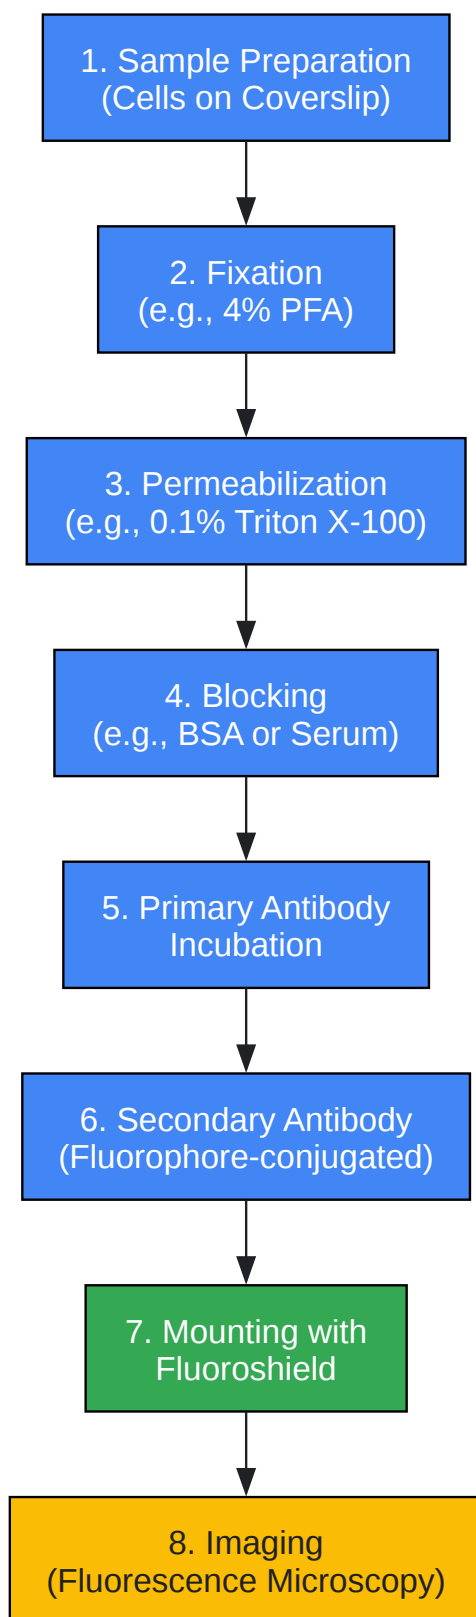 1. Sample Preparation
(Cells on Coverslip)
2. Fixation
(e.g., 4% PFA)
3. Permeabilization
(e.g., 0.1% Triton X-100)
4. Blocking
(e.g., BSA or Serum)
5. Primary Antibody
Incubation
6. Secondary Antibody
(Fluorophore-conjugated)
7. Mounting with
Fluoroshield
8. Imaging
(Fluorescence Microscopy)